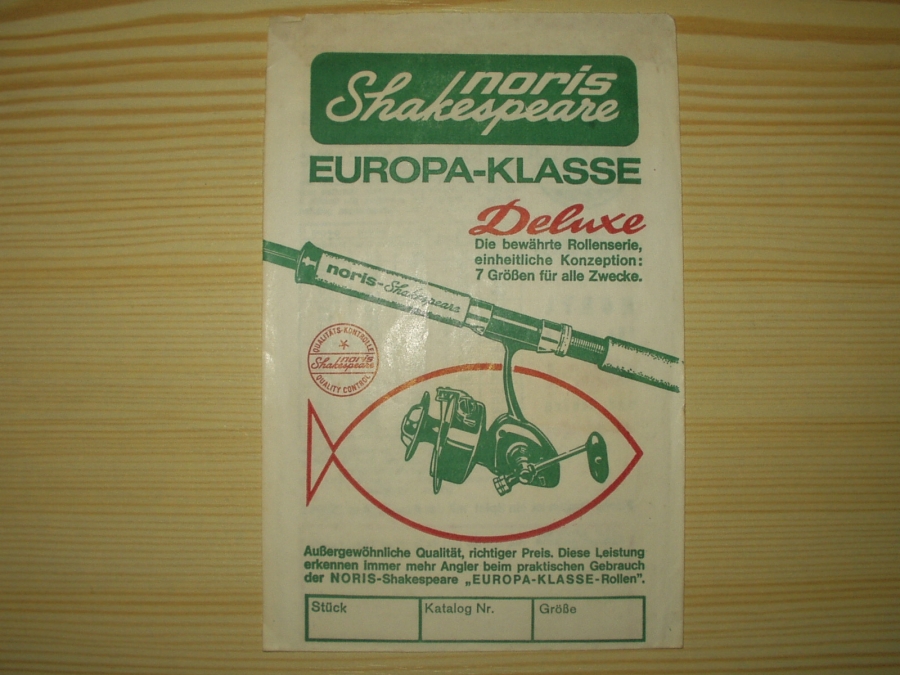 noris
Shakespeare
EUROPA-KLASSE
Deluxe
Die bewährte Rollenserie,
einheitliche Konzeption:
7 Größen für alle Zwecke.
noris-Shakespeare
QUALITÄTS-KONTROLLE
noris
Shakespeare
QUALITY CONTROL
Außergewöhnliche Qualität, richtiger Preis. Diese Leistung
erkennen immer mehr Angler beim praktischen Gebrauch
der NORIS-Shakespeare „EUROPA-KLASSE-Rollen”.
Stück
Katalog Nr.
Größe